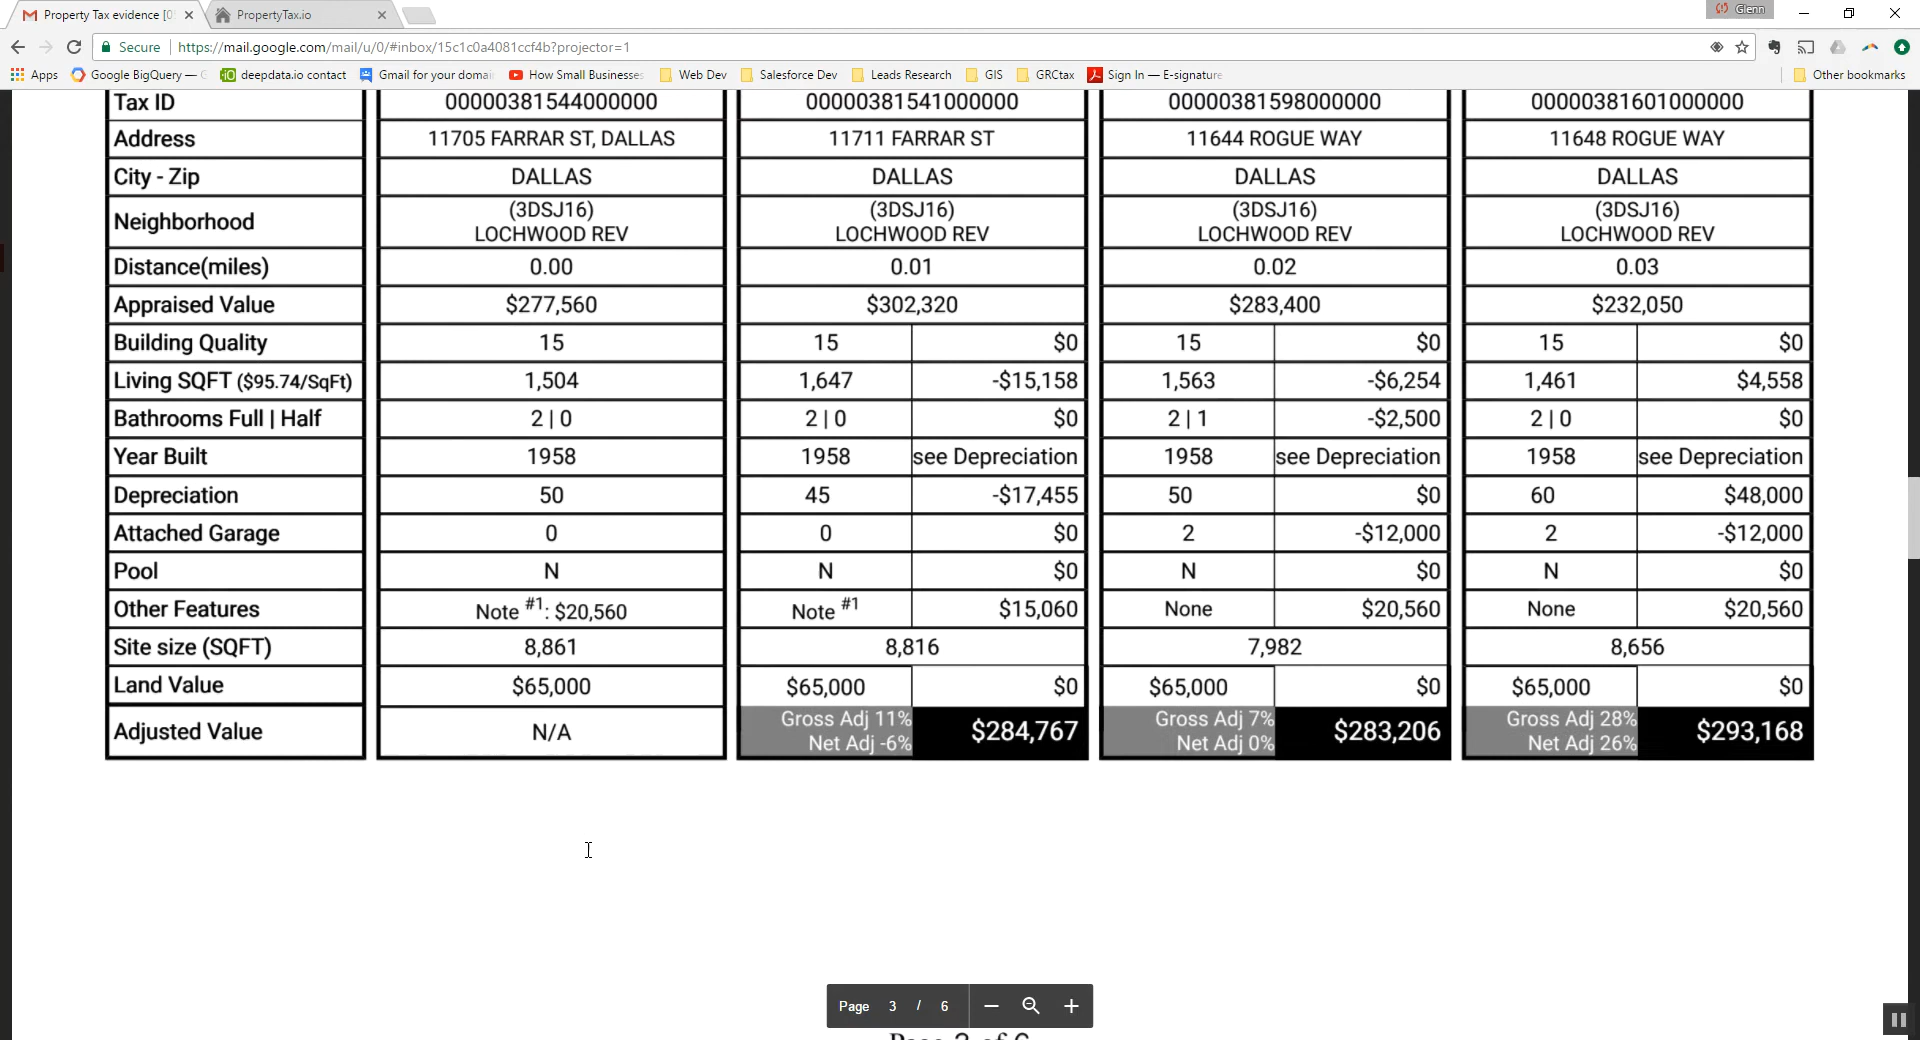 Property Tax evidence [0
PropertyTax.io
Glenn
Secure https://mail.google.com/mail/u/0/#inbox/15c1c0a4081ccf4b?projector=1
Apps Google BigQuery — deepdata.io contact Gmail for your domai How Small Businesses Web Dev Salesforce Dev Leads Research GIS GRCtax Sign In — E-signature Other bookmarks
Tax ID 00000381544000000 00000381541000000 00000381598000000 00000381601000000
Address 11705 FARRAR ST, DALLAS 11711 FARRAR ST 11644 ROGUE WAY 11648 ROGUE WAY
City - Zip DALLAS DALLAS DALLAS DALLAS
Neighborhood (3DSJ16) LOCHWOOD REV (3DSJ16) LOCHWOOD REV (3DSJ16) LOCHWOOD REV (3DSJ16) LOCHWOOD REV
Distance(miles) 0.00 0.01 0.02 0.03
Appraised Value $277,560 $302,320 $283,400 $232,050
Building Quality 15 15 $0 15 $0 15 $0
Living SQFT ($95.74/SqFt) 1,504 1,647 -$15,158 1,563 -$6,254 1,461 $4,558
Bathrooms Full | Half 2 | 0 2 | 0 $0 2 | 1 -$2,500 2 | 0 $0
Year Built 1958 1958 see Depreciation 1958 see Depreciation 1958 see Depreciation
Depreciation 50 45 -$17,455 50 $0 60 $48,000
Attached Garage 0 0 $0 2 -$12,000 2 -$12,000
Pool N N $0 N $0 N $0
Other Features Note #1: $20,560 Note #1 $15,060 None $20,560 None $20,560
Site size (SQFT) 8,861 8,816 7,982 8,656
Land Value $65,000 $65,000 $0 $65,000 $0 $65,000 $0
Adjusted Value N/A Gross Adj 11% Net Adj -6% $284,767 Gross Adj 7% Net Adj 0% $283,206 Gross Adj 28% Net Adj 26% $293,168
Page 3 / 6